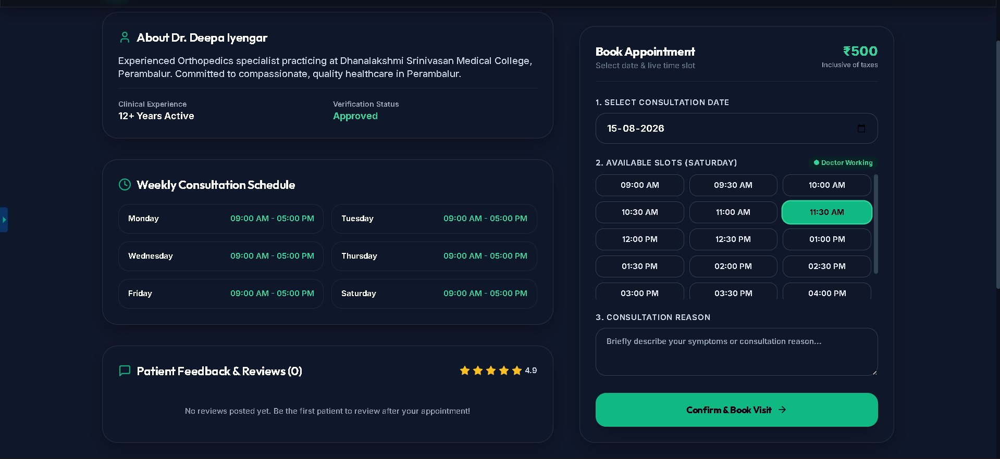 About Dr. Deepa Iyengar
Experienced Orthopedics specialist practicing at Dhanalakshmi Srinivasan Medical College,
Perambalur. Committed to compassionate, quality healthcare in Perambalur.
Clinical Experience
12+ Years Active
Verification Status
Approved
Weekly Consultation Schedule
Monday 09:00 AM - 05:00 PM
Tuesday 09:00 AM - 05:00 PM
Wednesday 09:00 AM - 05:00 PM
Thursday 09:00 AM - 05:00 PM
Friday 09:00 AM - 05:00 PM
Saturday 09:00 AM - 05:00 PM
Patient Feedback & Reviews (0)
4.9
No reviews posted yet. Be the first patient to review after your appointment!
Book Appointment
₹500
Select date & live time slot
Inclusive of taxes
1. SELECT CONSULTATION DATE
15-08-2026
2. AVAILABLE SLOTS (SATURDAY)
Doctor Working
09:00 AM 09:30 AM 10:00 AM
10:30 AM 11:00 AM 11:30 AM
12:00 PM 12:30 PM 01:00 PM
01:30 PM 02:00 PM 02:30 PM
03:00 PM 03:30 PM 04:00 PM
3. CONSULTATION REASON
Briefly describe your symptoms or consultation reason...
Confirm & Book Visit →